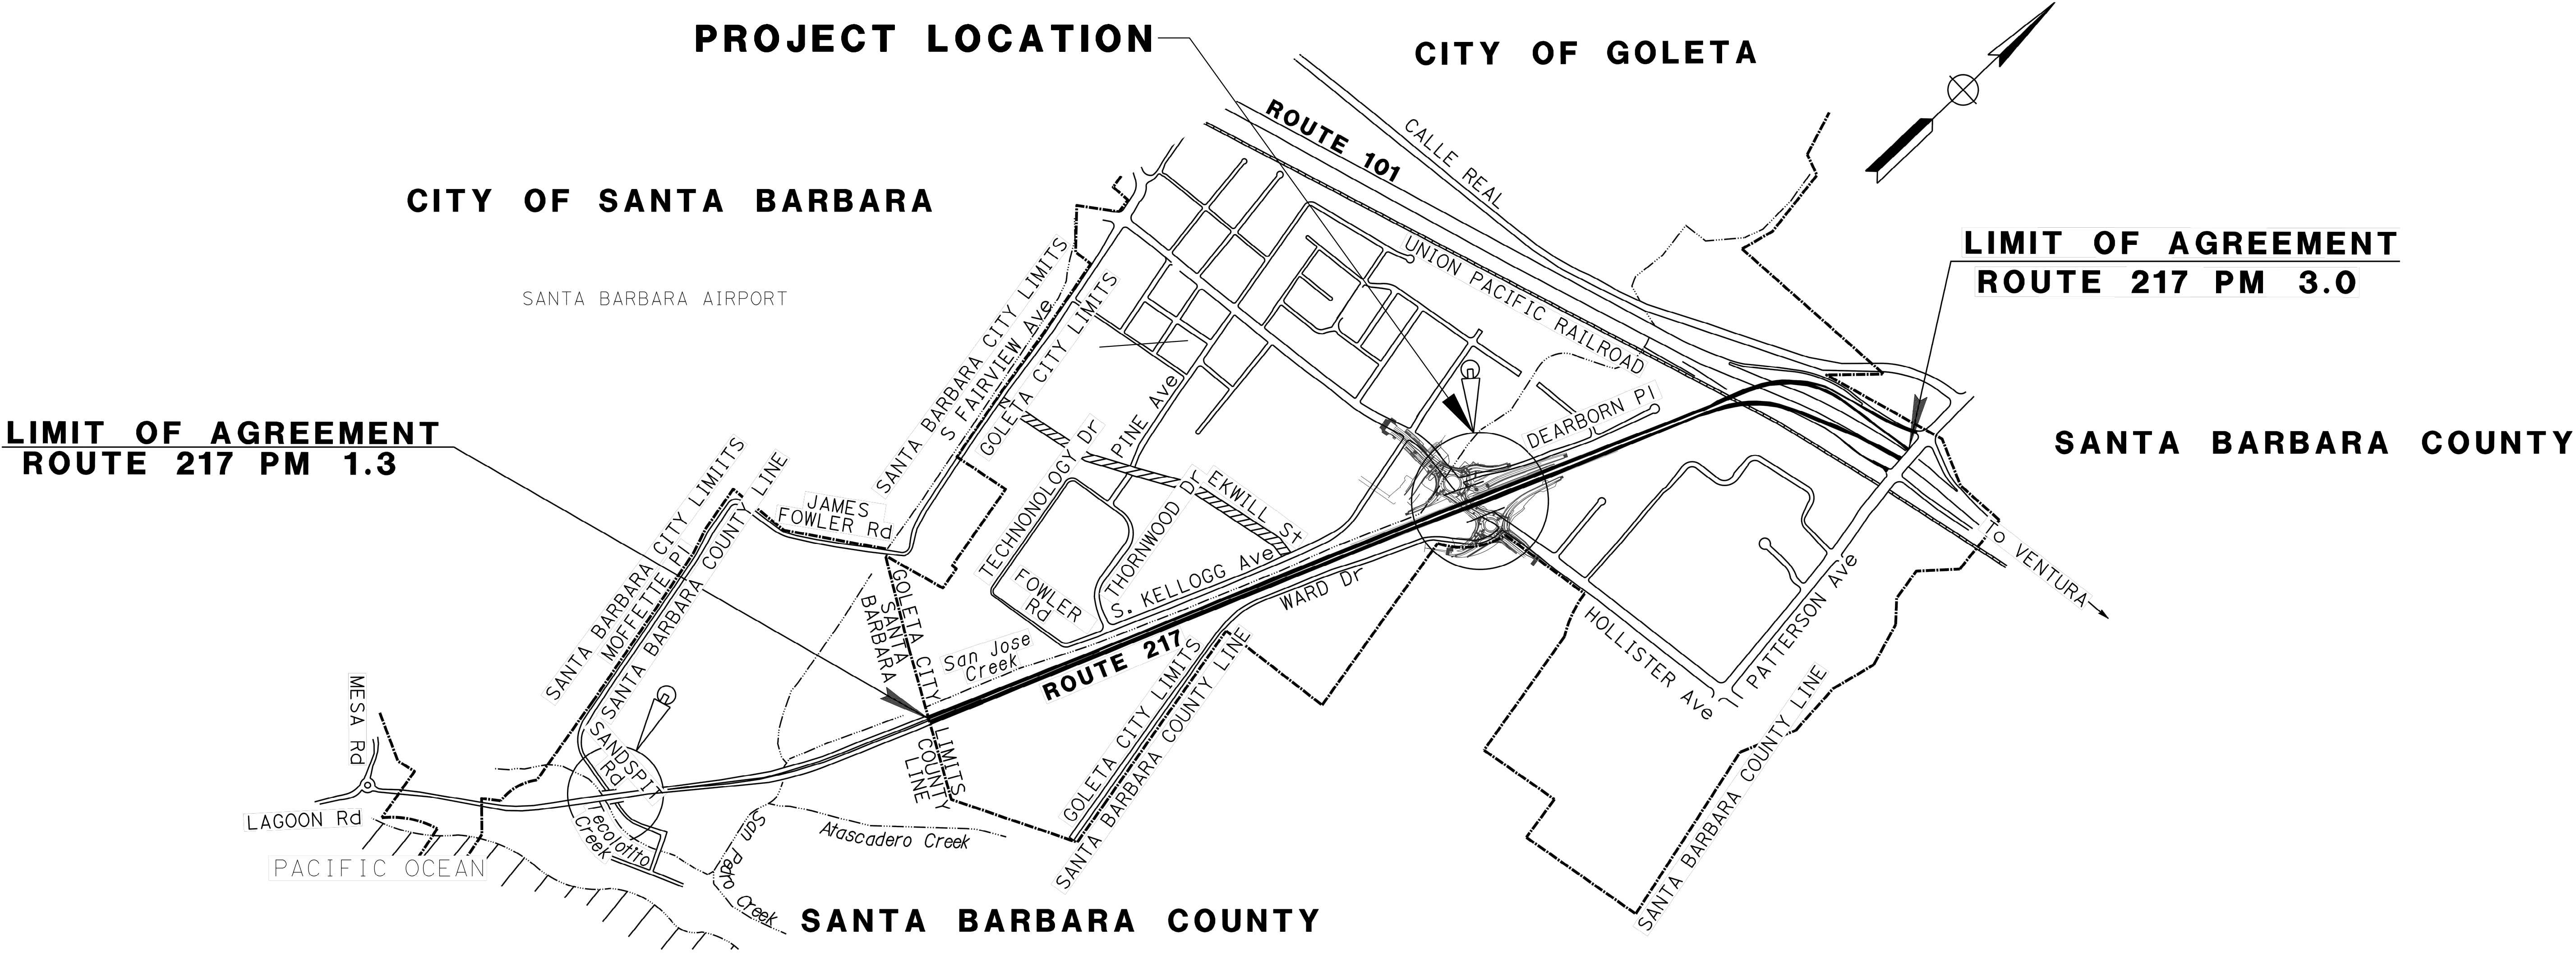 PROJECT LOCATION
CITY OF GOLETA
ROUTE 101
CALLE REAL
CITY OF SANTA BARBARA
SANTA BARBARA AIRPORT
UNION PACIFIC RAILROAD
LIMIT OF AGREEMENT
ROUTE 217 PM 3.0
SANTA BARBARA CITY LIMITS
S FAIRVIEW Ave
GOLETA CITY LIMITS
LIMIT OF AGREEMENT
ROUTE 217 PM 1.3
PINE Ave
G
DEARBORN Pl
SANTA BARBARA COUNTY
SANTA BARBARA CITY LIMIITS
MOFFETTE Pl
SANTA BARBARA COUNTY LINE
JAMES
FOWLER Rd
TECHNONOLOGY Dr
THORNWOOD Dr
EKWILL St
FOWLER
Rd
S. KELLOGG Ave
WARD Dr
TO VENTURA
GOLETA CITY LIMITS
SANTA BARBARA COUNTY LINE
San Jose
Creek
ROUTE 217
HOLLISTER Ave
PATTERSON Ave
MESA Rd
G
SANDSPIT
Rd
LAGOON Rd
PACIFIC OCEAN
Tecolotito
Creek
San Pedro Creek
Atascadero Creek
GOLETA CITY LIMITS
SANTA BARBARA COUNTY LINE
SANTA BARBARA COUNTY LINE
SANTA BARBARA COUNTY